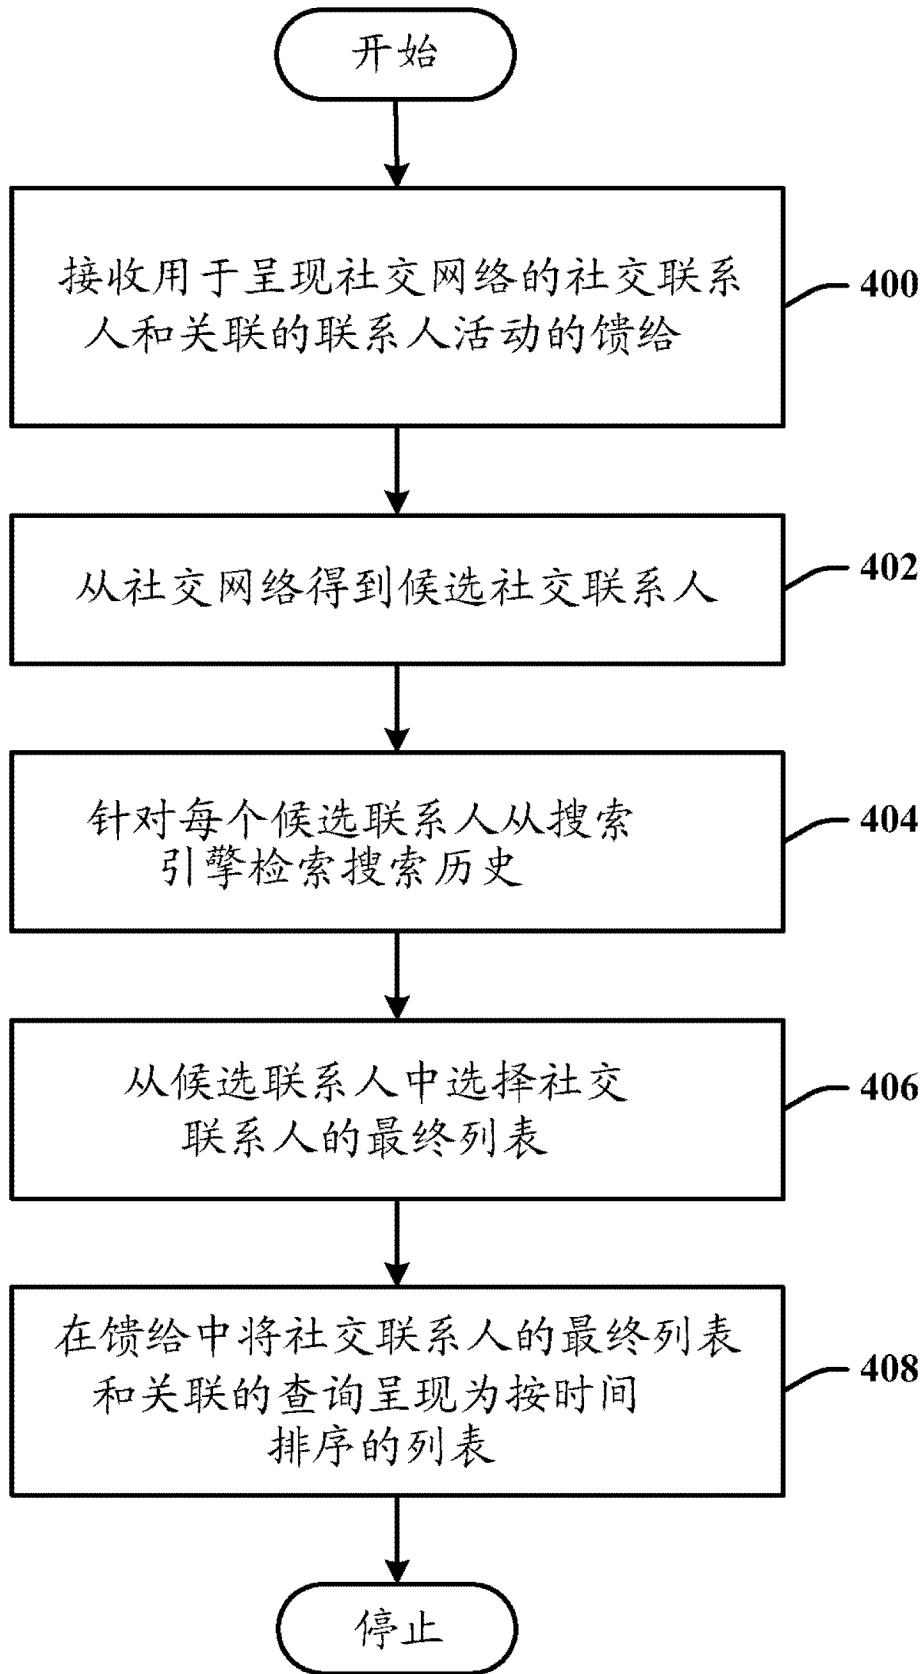 开始
接收用于呈现社交网络的社交联系
人和关联的联系人活动的馈给
400
从社交网络得到候选社交联系人
402
针对每个候选联系人从搜索
引擎检索搜索历史
404
从候选联系人中选择社交
联系人的最终列表
406
在馈给中将社交联系人的最终列表
和关联的查询呈现为按时间
排序的列表
408
停止